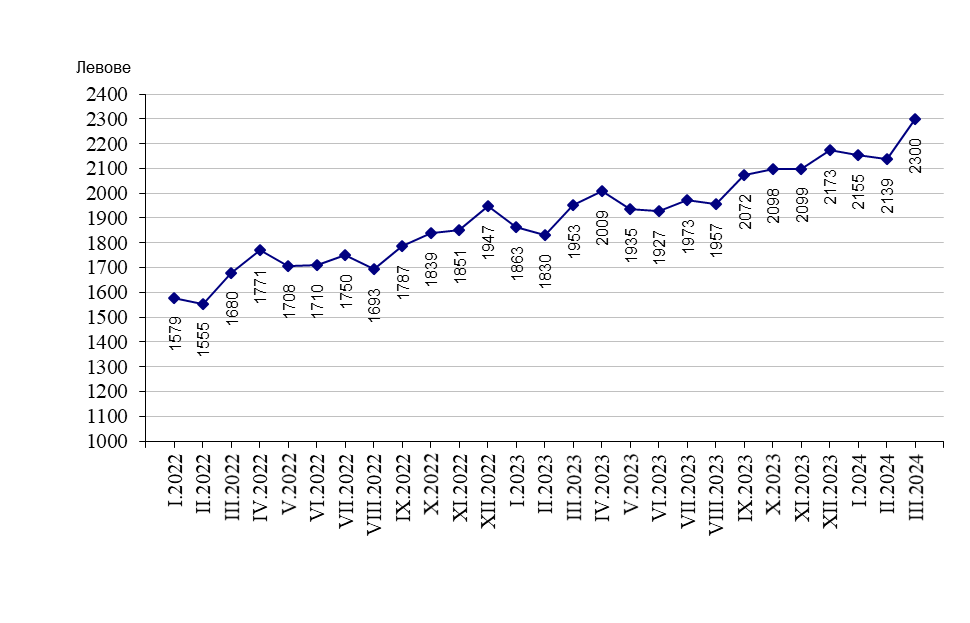 Левове
2400
2300
2200
2100
2000
1900
1800
1700
1600
1500
1400
1300
1200
1100
1000
1579
1555
1680
1771
1708
1710
1750
1693
1787
1839
1851
1947
1863
1830
1953
2009
1935
1927
1973
1957
2072
2098
2099
2173
2155
2139
2300
I.2022
II.2022
III.2022
IV.2022
V.2022
VI.2022
VII.2022
VIII.2022
IX.2022
X.2022
XI.2022
XII.2022
I.2023
II.2023
III.2023
IV.2023
V.2023
VI.2023
VII.2023
VIII.2023
IX.2023
X.2023
XI.2023
XII.2023
I.2024
II.2024
III.2024